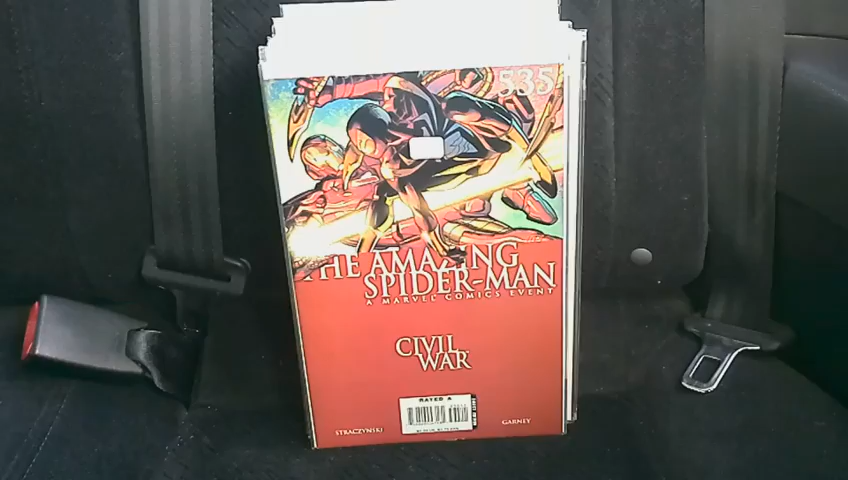 535
THE AMAZING
SPIDER-MAN
A MARVEL COMICS EVENT
CIVIL
WAR
RATED A
STRACZYNSKI
GARNEY